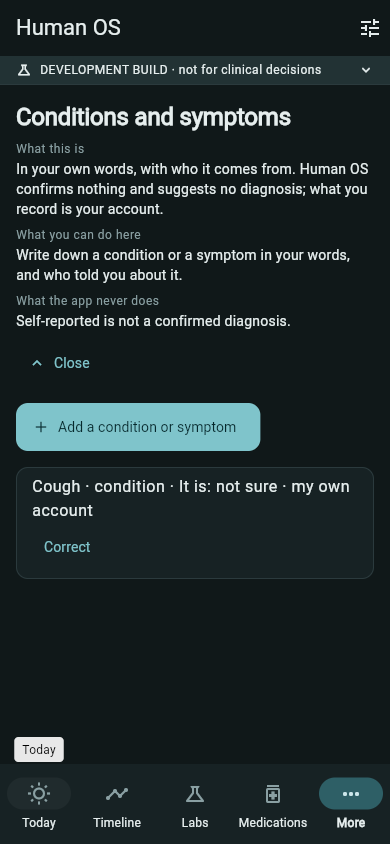 Human OS
DEVELOPMENT BUILD · not for clinical decisions
Conditions and symptoms
What this is
In your own words, with who it comes from. Human OS
confirms nothing and suggests no diagnosis; what you
record is your account.
What you can do here
Write down a condition or a symptom in your words,
and who told you about it.
What the app never does
Self-reported is not a confirmed diagnosis.
Close
Add a condition or symptom
Cough · condition · It is: not sure · my own
account
Correct
Today
Today
Timeline
Labs
Medications
More